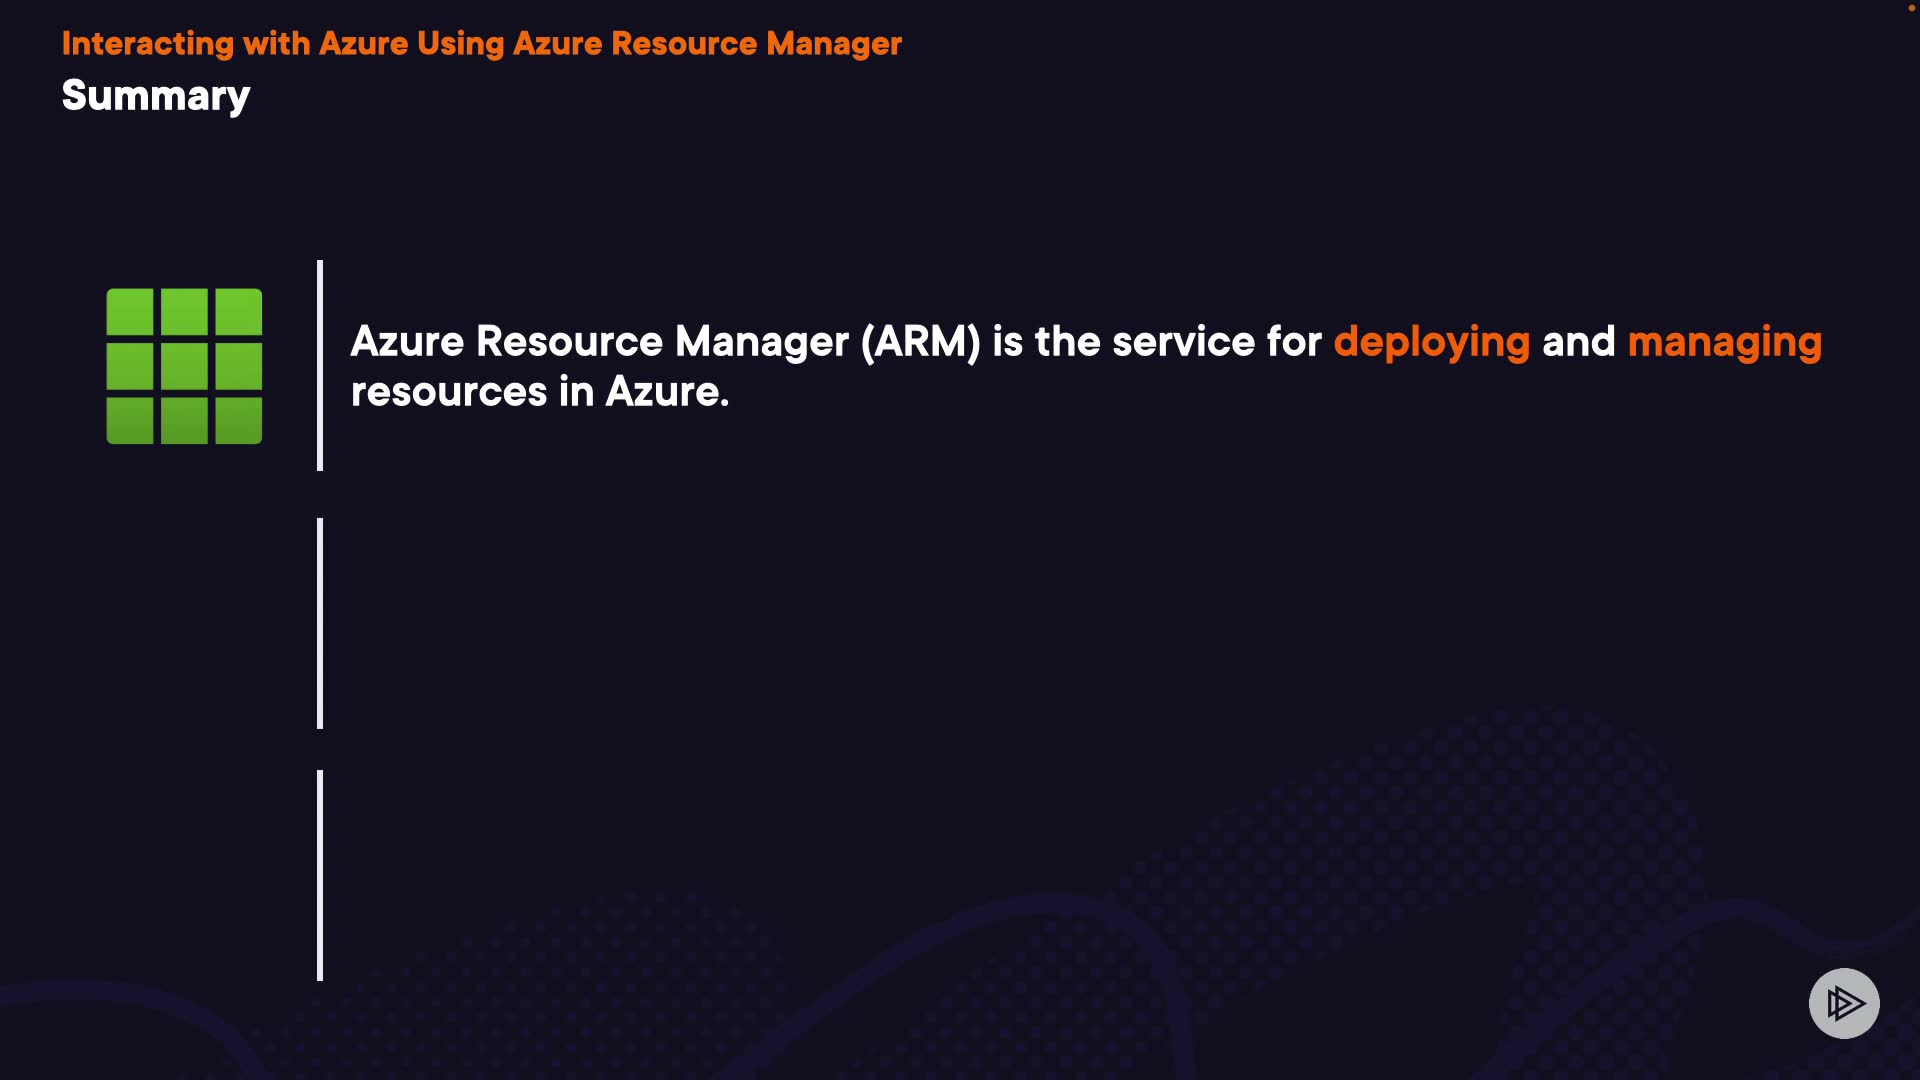 Interacting with Azure Using Azure Resource Manager
Summary
Azure Resource Manager (ARM) is the service for deploying and managing
resources in Azure.